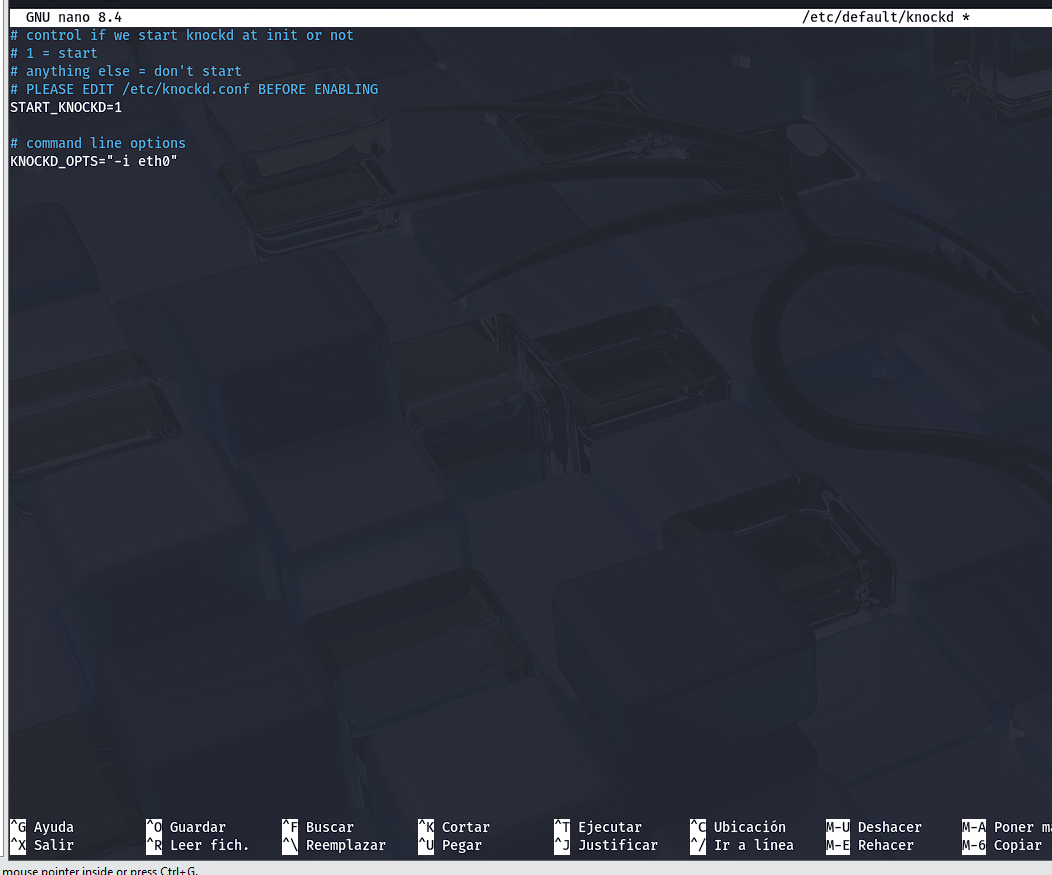 GNU nano 8.4 /etc/default/knockd *
# control if we start knockd at init or not
# 1 = start
# anything else = don't start
# PLEASE EDIT /etc/knockd.conf BEFORE ENABLING
START_KNOCKD=1
# command line options
KNOCKD_OPTS="-i eth0"
^G Ayuda ^O Guardar ^F Buscar ^K Cortar ^T Ejecutar ^C Ubicación M-U Deshacer M-A Poner
^X Salir ^R Leer fich. ^\ Reemplazar ^U Pegar ^J Justificar ^/ Ir a línea M-E Rehacer M-6 Copiar
mouse pointer inside or press Ctrl+G.